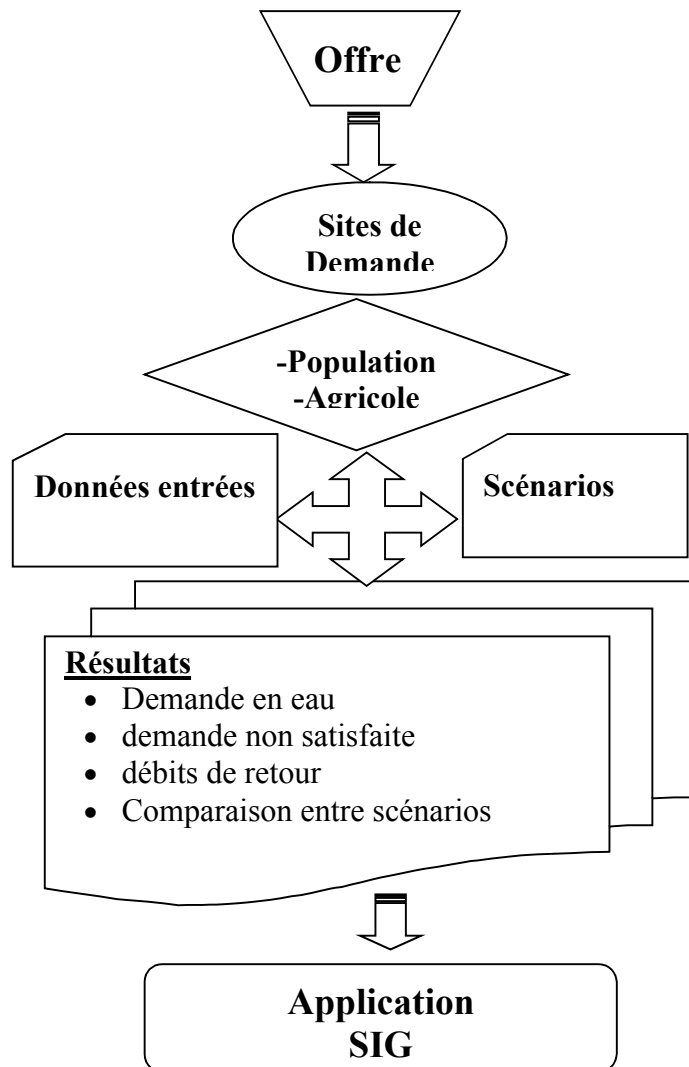 Offre
Sites de
Demande
-Population
-Agricole
Données entrées
Scénarios
Résultats
• Demande en eau
• demande non satisfaite
• débits de retour
• Comparaison entre scénarios
Application
SIG